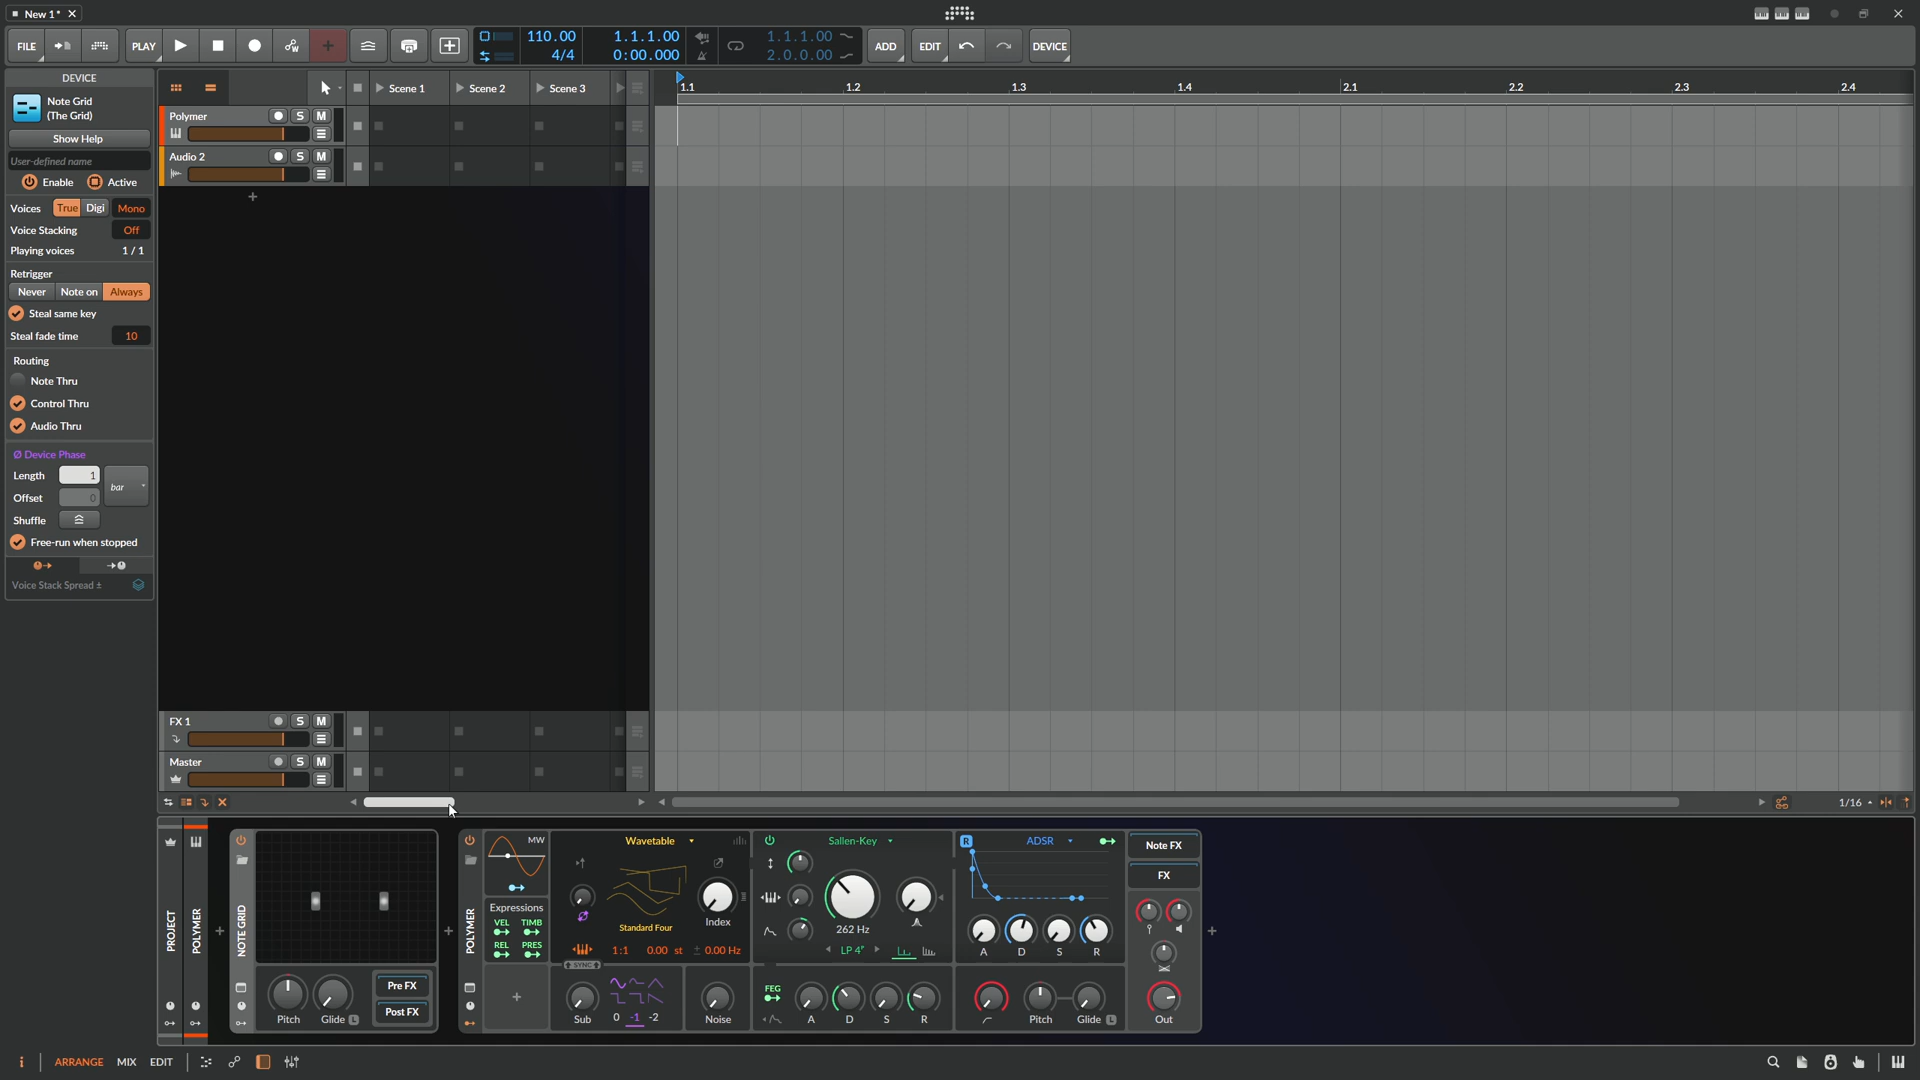 New 1*
FILE PLAY 110.00 4/4 1.1.1.00 0:00.000 1.1.1.00 2.0.0.00 ADD EDIT DEVICE
DEVICE
Note Grid
(The Grid)
Show Help
User-defined name
Enable Active
Voices True Digi Mono
Voice Stacking Off
Playing voices 1 / 1
Retrigger
Never Note on Always
Steal same key
Steal fade time 10
Routing
Note Thru
Control Thru
Audio Thru
Ø Device Phase
Length 1 bar
Offset 0
Shuffle
Free-run when stopped
Voice Stack Spread ±
Scene 1 Scene 2 Scene 3
1.1 1.2 1.3 1.4 2.1 2.2 2.3 2.4
Polymer S M
Audio 2 S M
+
FX 1 S M
Master S M
1/16
PROJECT
POLYMER
NOTE GRID
Pitch Glide L
Pre FX
Post FX
POLYMER
MW
Expressions
VEL TIMB
REL PRES
Wavetable
Standard Four
Index
1:1 0.00 st ± 0.00 Hz
SYNC
Sub 0 -1 -2
Noise
Sallen-Key
262 Hz
LP 4"
FEG
A D S R
R ADSR
A D S R
Pitch Glide L
Note FX
FX
Out
i ARRANGE MIX EDIT